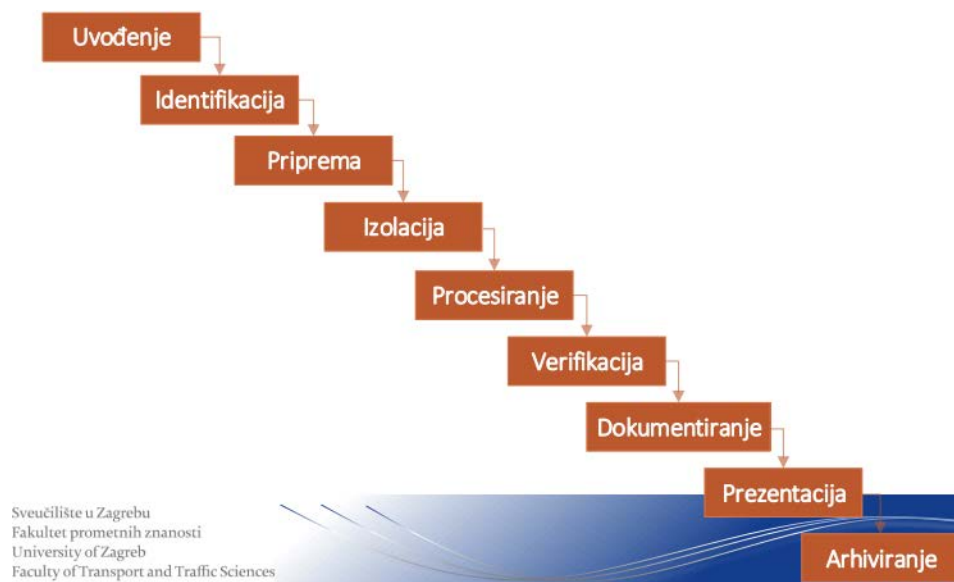 Uvođenje
Identifikacija
Priprema
Izolacija
Procesiranje
Verifikacija
Dokumentiranje
Prezentacija
Arhiviranje
Sveučilište u Zagrebu
Fakultet prometnih znanosti
University of Zagreb
Faculty of Transport and Traffic Sciences